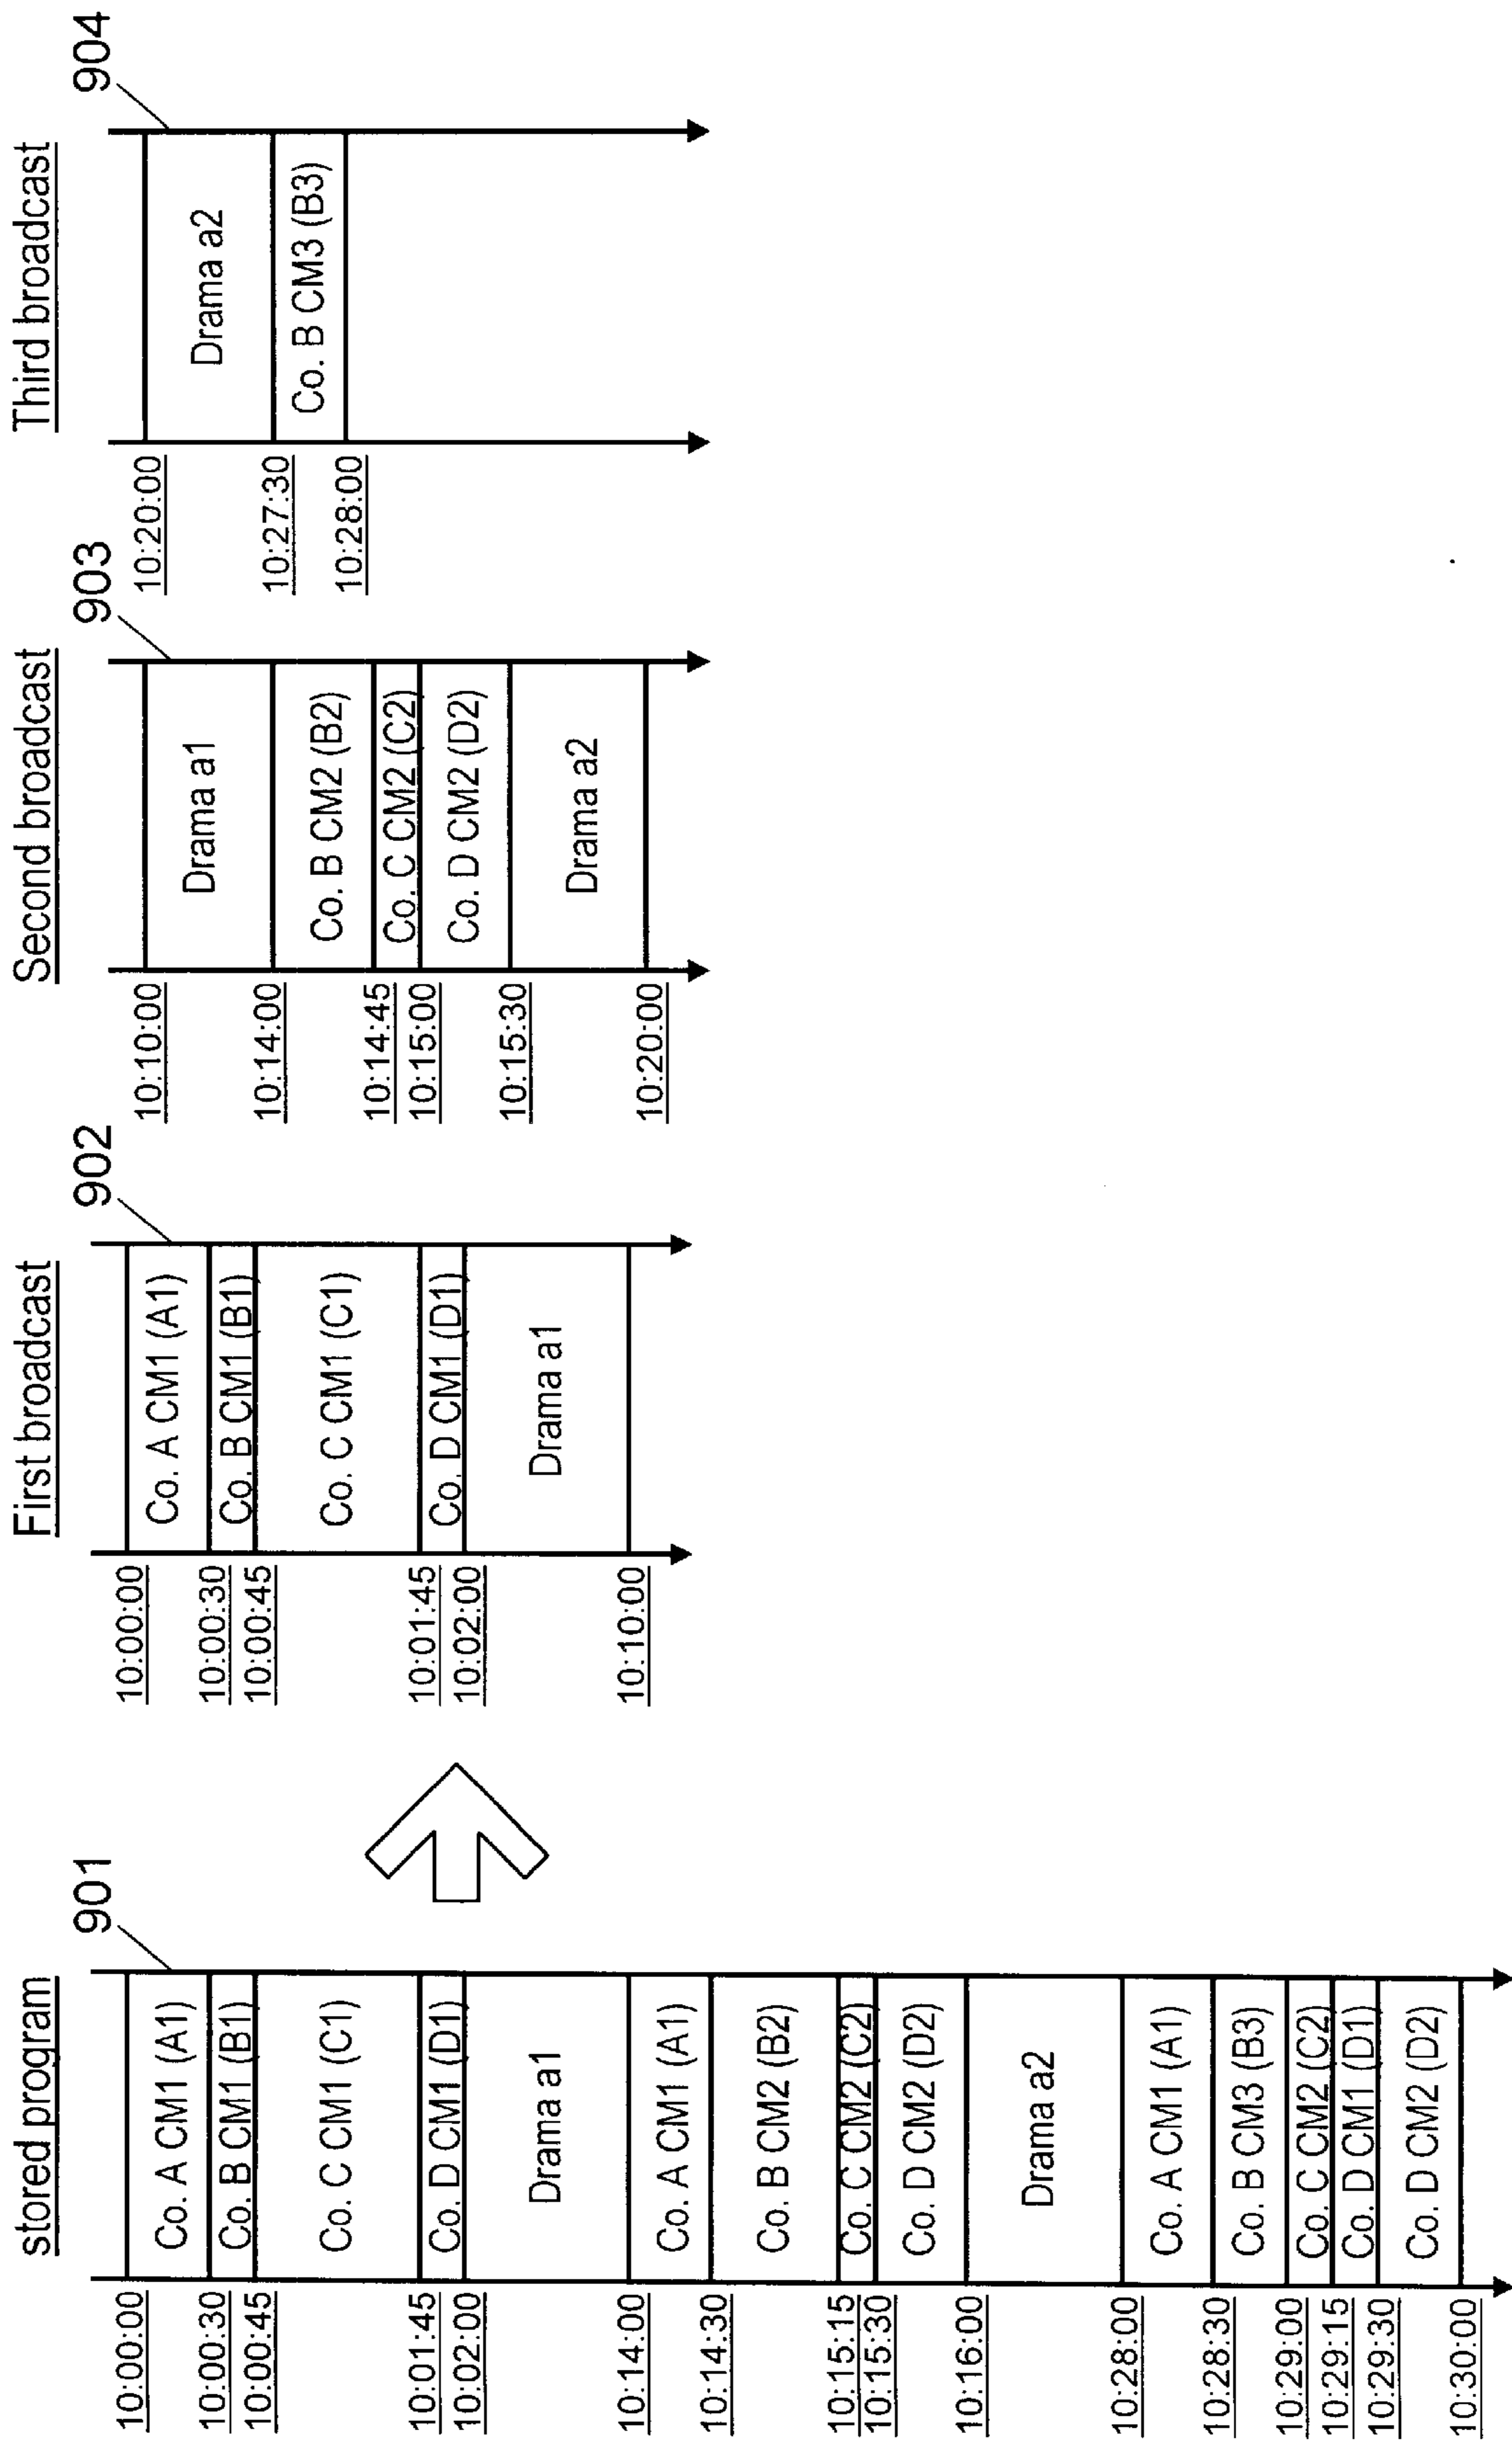 stored program
901
10:00:00
Co. A CM1 (A1)
10:00:30
Co. B CM1 (B1)
10:00:45
Co. C CM1 (C1)
10:01:45
Co. D CM1 (D1)
10:02:00
Drama a1
10:14:00
Co. A CM1 (A1)
10:14:30
Co. B CM2 (B2)
10:15:15
Co. C CM2 (C2)
10:15:30
Co. D CM2 (D2)
10:16:00
Drama a2
10:28:00
Co. A CM1 (A1)
10:28:30
Co. B CM3 (B3)
10:29:00
Co. C CM2 (C2)
10:29:15
Co. D CM1 (D1)
10:29:30
Co. D CM2 (D2)
10:30:00
First broadcast
902
10:00:00
Co. A CM1 (A1)
10:00:30
Co. B CM1 (B1)
10:00:45
Co. C CM1 (C1)
10:01:45
Co. D CM1 (D1)
10:02:00
Drama a1
10:10:00
Second broadcast
903
10:10:00
Drama a1
10:14:00
Co. B CM2 (B2)
10:14:45
Co. C CM2 (C2)
10:15:00
Co. D CM2 (D2)
10:15:30
Drama a2
10:20:00
Third broadcast
904
10:20:00
Drama a2
10:27:30
Co. B CM3 (B3)
10:28:00